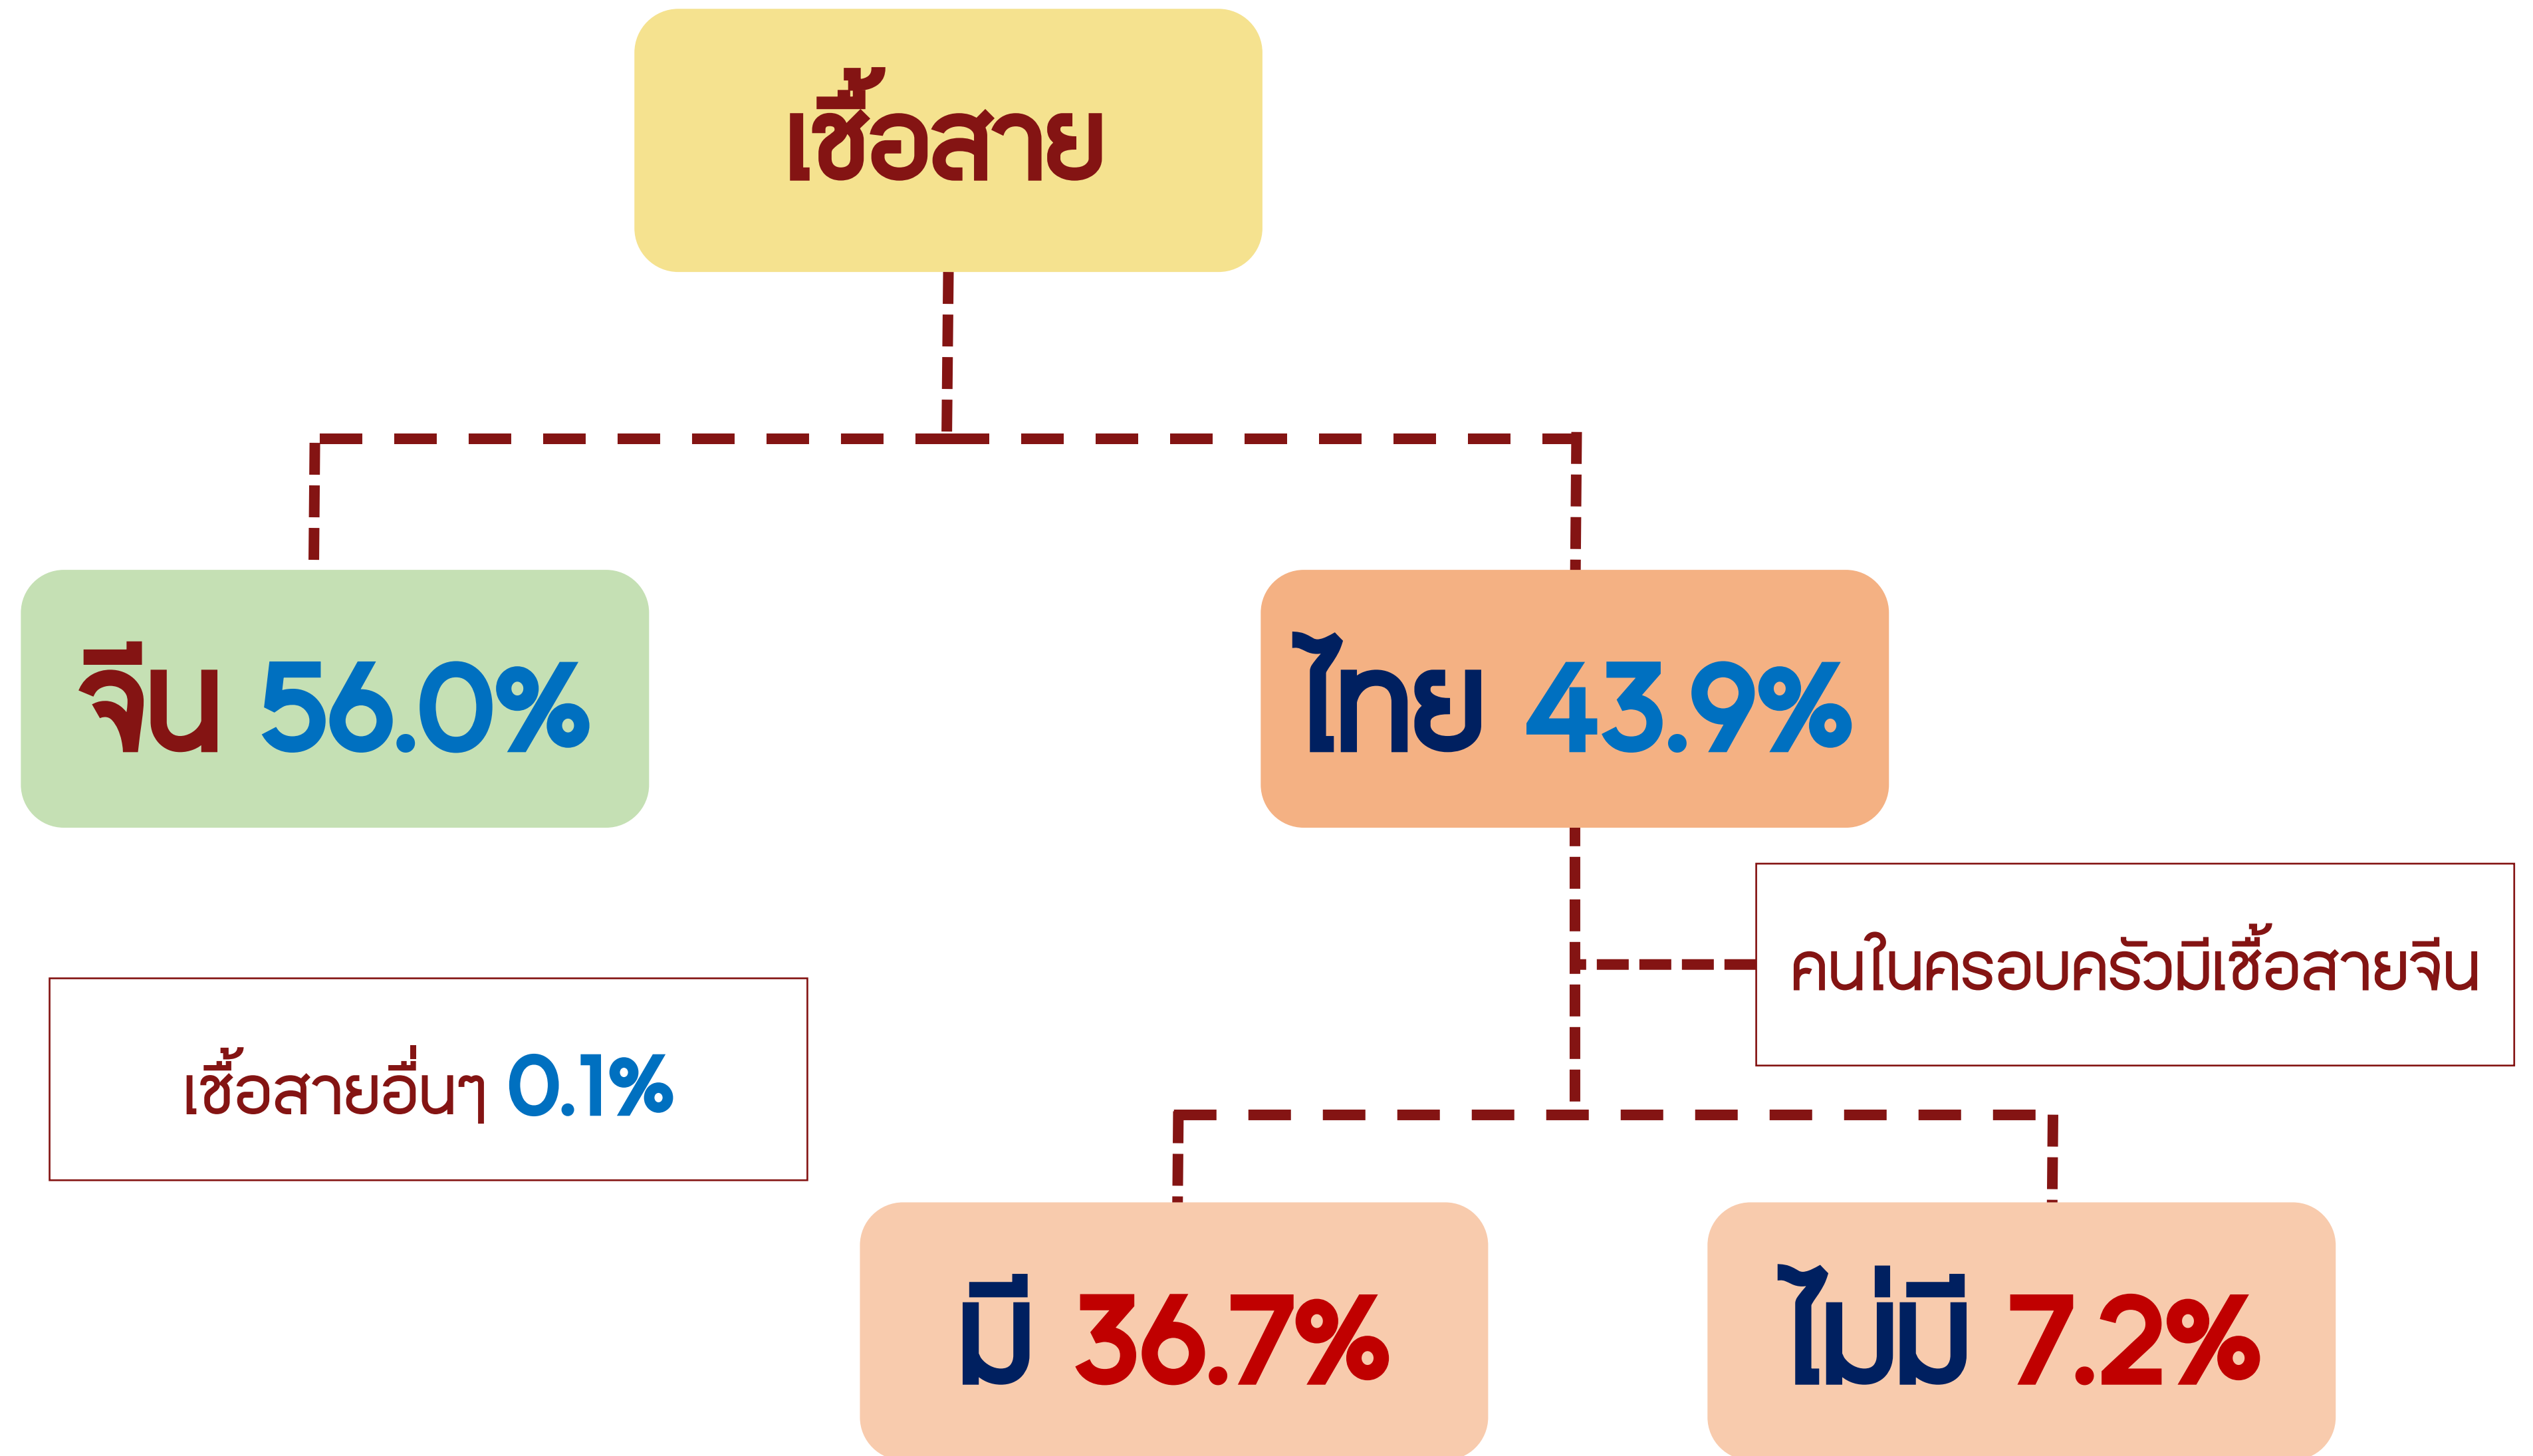 เชื้อสาย
จีน 56.0%
ไทย 43.9%
คนในครอบครัวมีเชื้อสายจีน
เชื้อสายอื่นๆ 0.1%
มี 36.7%
ไม่มี 7.2%